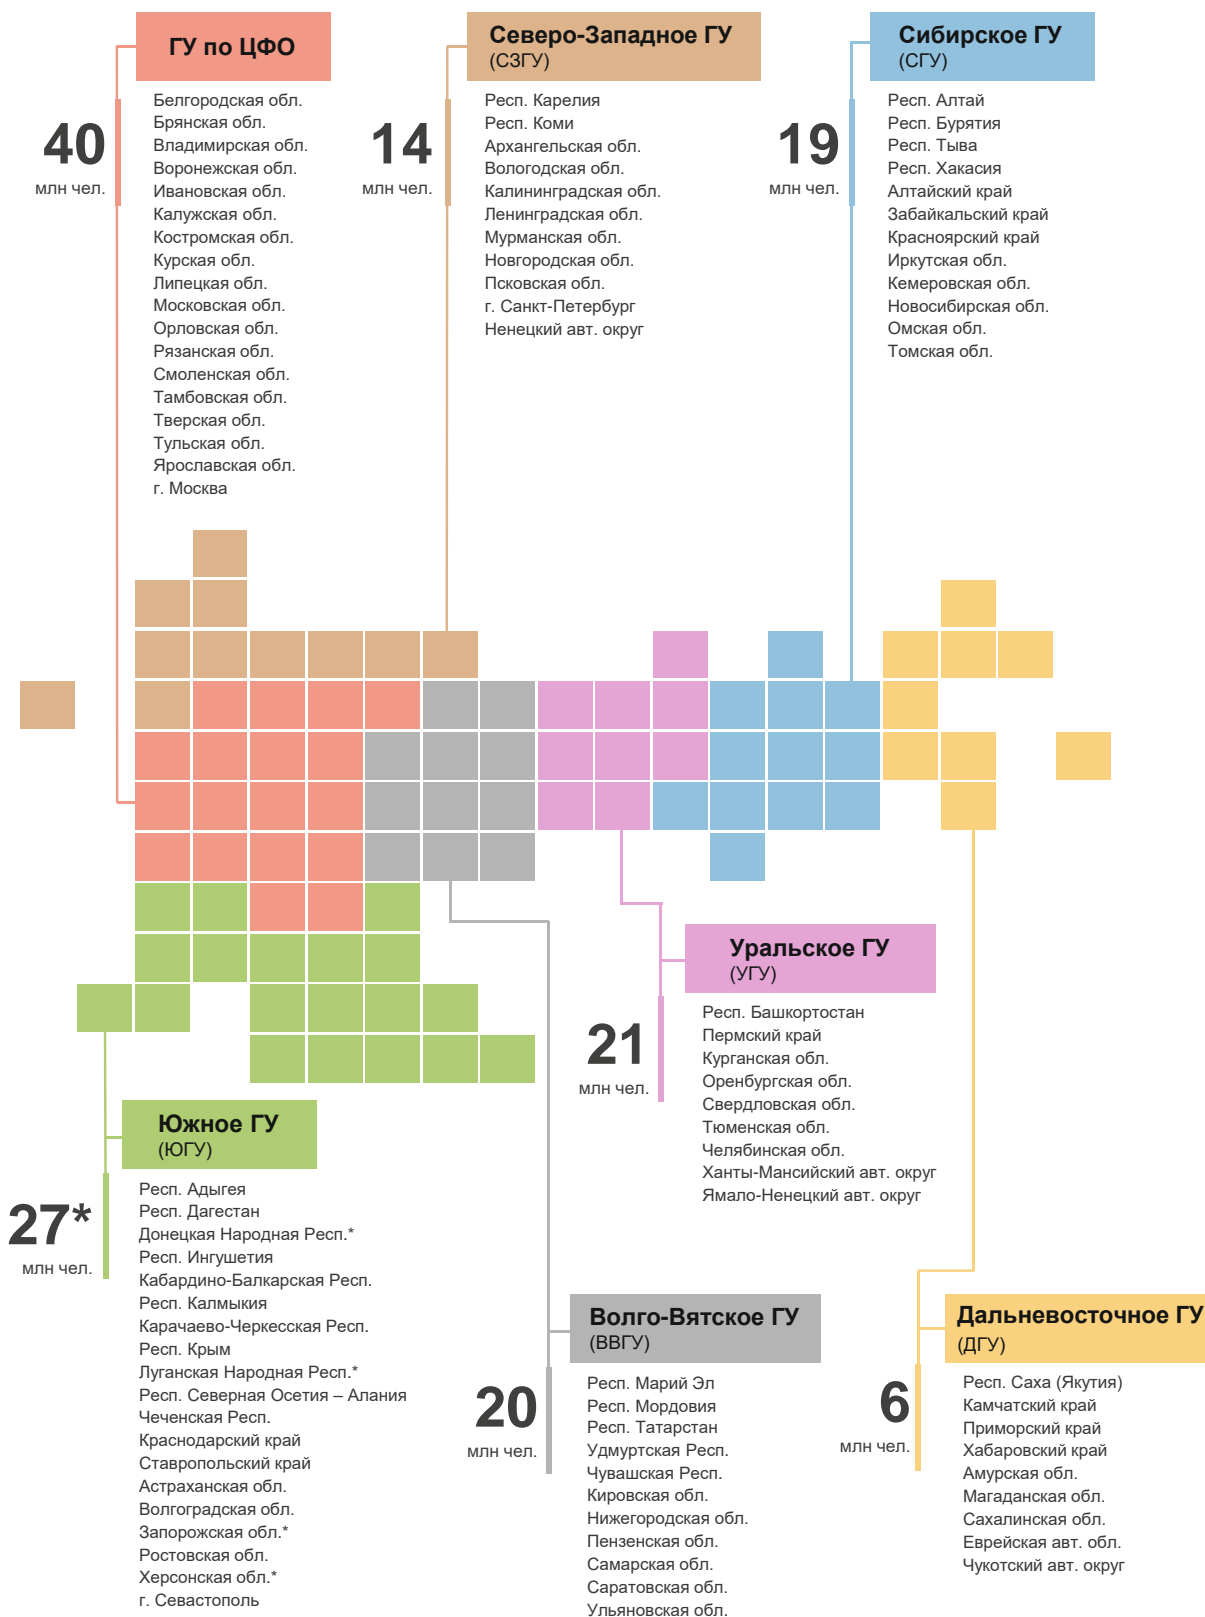 ГУ по ЦФО
40
млн чел.
Белгородская обл.
Брянская обл.
Владимирская обл.
Воронежская обл.
Ивановская обл.
Калужская обл.
Костромская обл.
Курская обл.
Липецкая обл.
Московская обл.
Орловская обл.
Рязанская обл.
Смоленская обл.
Тамбовская обл.
Тверская обл.
Тульская обл.
Ярославская обл.
г. Москва
Северо-Западное ГУ
(СЗГУ)
14
млн чел.
Респ. Карелия
Респ. Коми
Архангельская обл.
Вологодская обл.
Калининградская обл.
Ленинградская обл.
Мурманская обл.
Новгородская обл.
Псковская обл.
г. Санкт-Петербург
Ненецкий авт. округ
Сибирское ГУ
(СГУ)
19
млн чел.
Респ. Алтай
Респ. Бурятия
Респ. Тыва
Респ. Хакасия
Алтайский край
Забайкальский край
Красноярский край
Иркутская обл.
Кемеровская обл.
Новосибирская обл.
Омская обл.
Томская обл.
Уральское ГУ
(УГУ)
21
млн чел.
Респ. Башкортостан
Пермский край
Курганская обл.
Оренбургская обл.
Свердловская обл.
Тюменская обл.
Челябинская обл.
Ханты-Мансийский авт. округ
Ямало-Ненецкий авт. округ
Южное ГУ
(ЮГУ)
27*
млн чел.
Респ. Адыгея
Респ. Дагестан
Донецкая Народная Респ.*
Респ. Ингушетия
Кабардино-Балкарская Респ.
Респ. Калмыкия
Карачаево-Черкесская Респ.
Респ. Крым
Луганская Народная Респ.*
Респ. Северная Осетия – Алания
Чеченская Респ.
Краснодарский край
Ставропольский край
Астраханская обл.
Волгоградская обл.
Запорожская обл.*
Ростовская обл.
Херсонская обл.*
г. Севастополь
Волго-Вятское ГУ
(ВВГУ)
20
млн чел.
Респ. Марий Эл
Респ. Мордовия
Респ. Татарстан
Удмуртская Респ.
Чувашская Респ.
Кировская обл.
Нижегородская обл.
Пензенская обл.
Самарская обл.
Саратовская обл.
Ульяновская обл.
Дальневосточное ГУ
(ДГУ)
6
млн чел.
Респ. Саха (Якутия)
Камчатский край
Приморский край
Хабаровский край
Амурская обл.
Магаданская обл.
Сахалинская обл.
Еврейская авт. обл.
Чукотский авт. округ